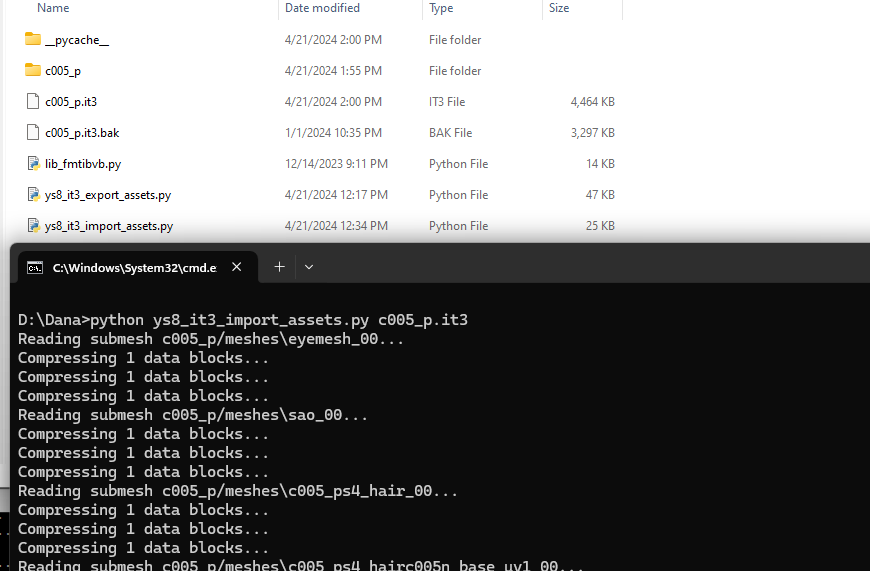 Name Date modified Type Size
__pycache__ 4/21/2024 2:00 PM File folder
c005_p 4/21/2024 1:55 PM File folder
c005_p.it3 4/21/2024 2:00 PM IT3 File 4,464 KB
c005_p.it3.bak 1/1/2024 10:35 PM BAK File 3,297 KB
lib_fmtibvb.py 12/14/2023 9:11 PM Python File 14 KB
ys8_it3_export_assets.py 4/21/2024 12:17 PM Python File 47 KB
ys8_it3_import_assets.py 4/21/2024 12:34 PM Python File 25 KB
C:\Windows\System32\cmd.e
D:\Dana>python ys8_it3_import_assets.py c005_p.it3
Reading submesh c005_p/meshes\eyemesh_00...
Compressing 1 data blocks...
Compressing 1 data blocks...
Compressing 1 data blocks...
Reading submesh c005_p/meshes\sao_00...
Compressing 1 data blocks...
Compressing 1 data blocks...
Compressing 1 data blocks...
Reading submesh c005_p/meshes\c005_ps4_hair_00...
Compressing 1 data blocks...
Compressing 1 data blocks...
Compressing 1 data blocks...
Reading submesh c005_p/meshes\c005_ps4_hairc005n_base_uv1_00...